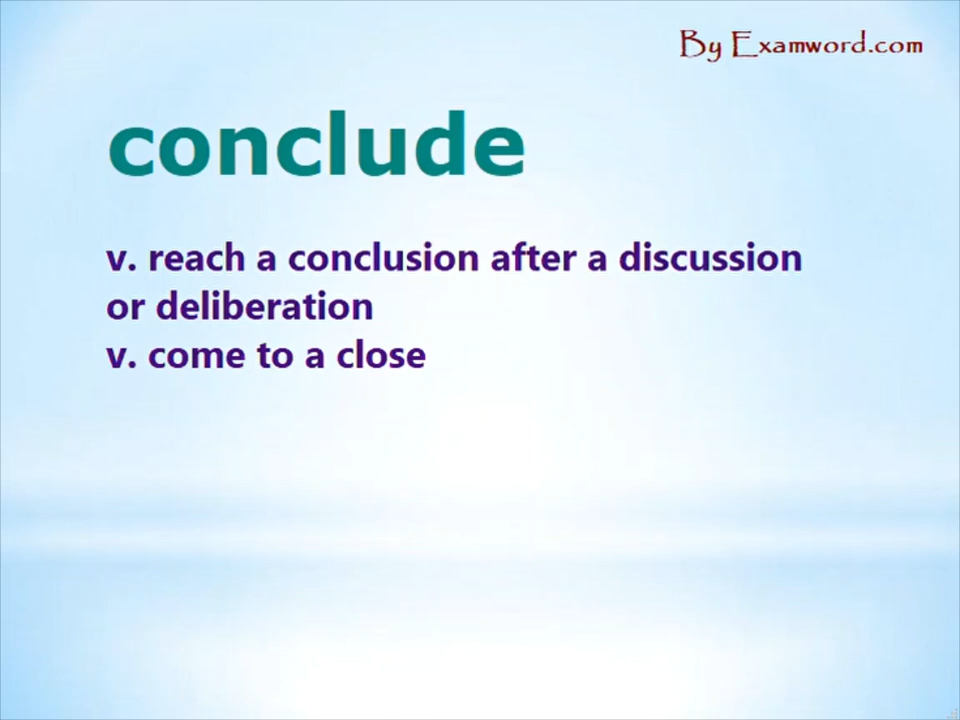 By Examword.com
conclude
v. reach a conclusion after a discussion
or deliberation
v. come to a close